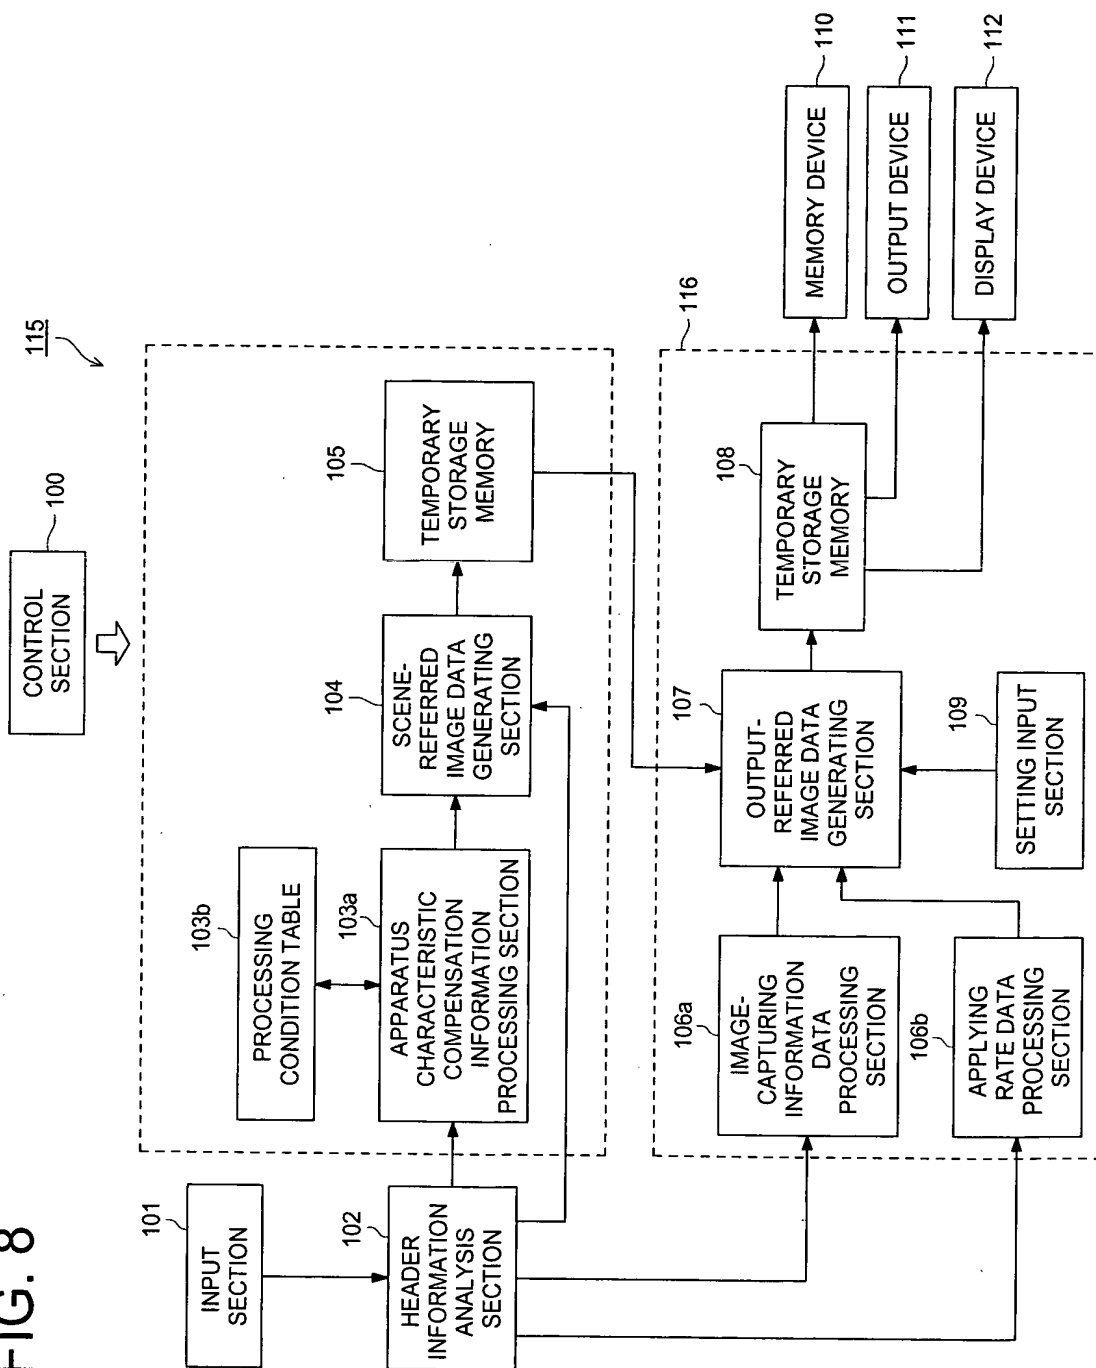 FIG. 8
CONTROL
SECTION
100
115
INPUT
SECTION
101
HEADER
INFORMATION
ANALYSIS
SECTION
102
PROCESSING
CONDITION TABLE
103b
APPARATUS
CHARACTERISTIC
COMPENSATION
INFORMATION
PROCESSING SECTION
103a
SCENE-
REFERRED
IMAGE DATA
GENERATING
SECTION
104
TEMPORARY
STORAGE
MEMORY
105
116
IMAGE-
CAPTURING
INFORMATION
DATA
PROCESSING
SECTION
106a
APPLYING
RATE DATA
PROCESSING
SECTION
106b
OUTPUT-
REFERRED
IMAGE DATA
GENERATING
SECTION
107
SETTING INPUT
SECTION
109
TEMPORARY
STORAGE
MEMORY
108
MEMORY DEVICE
110
OUTPUT DEVICE
111
DISPLAY DEVICE
112